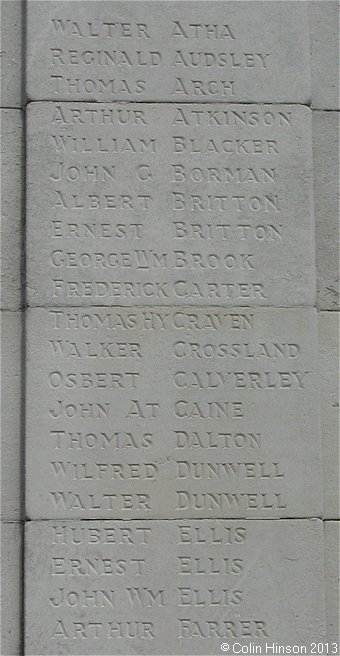 WALTER ATHA
REGINALD AUDSLEY
THOMAS ARCH
ARTHUR ATKINSON
WILLIAM BLACKER
JOHN G BORMAN
ALBERT BRITTON
ERNEST BRITTON
GEORGE WM BROOK
FREDERICK CARTER
THOMAS HY CRAVEN
WALKER CROSSLAND
OSBERT CALVERLEY
JOHN AT CAINE
THOMAS DALTON
WILFRED DUNWELL
WALTER DUNWELL
HUBERT ELLIS
ERNEST ELLIS
JOHN WM ELLIS
ARTHUR FARRER
© Colin Hinson 2013